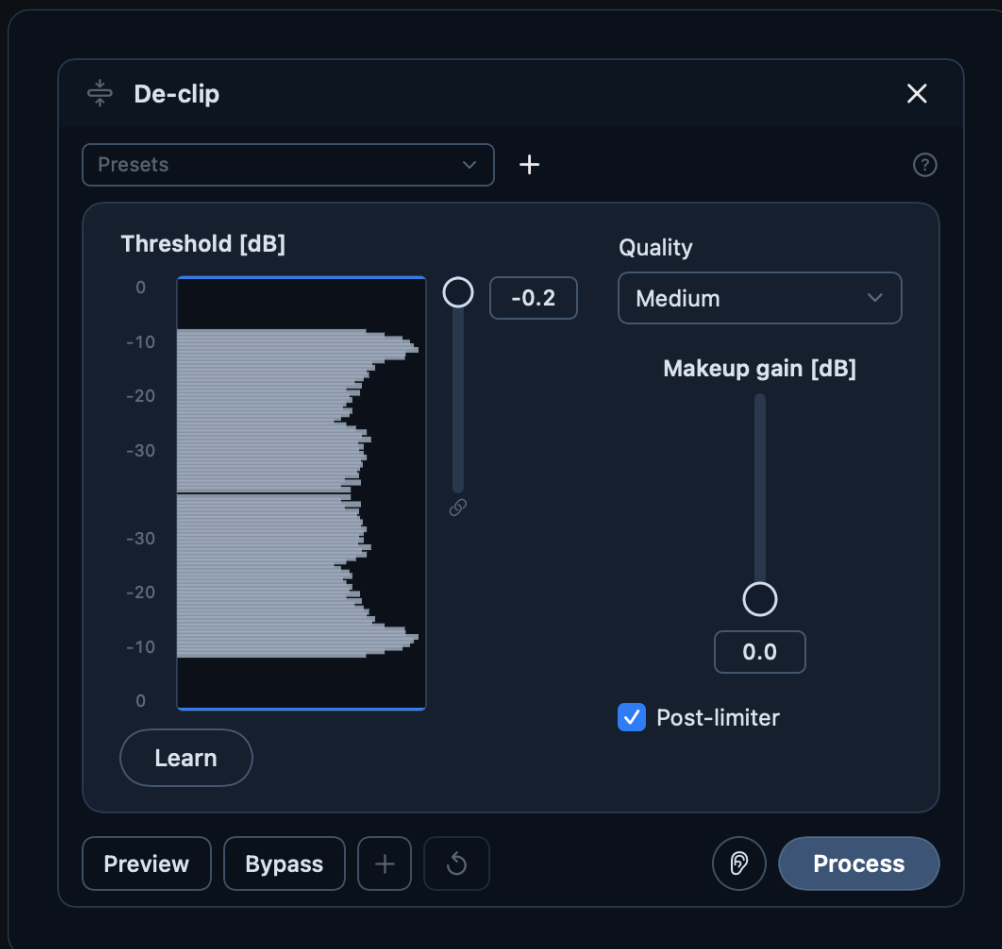 De-clip
Presets
Threshold [dB]
0
-10
-20
-30
-30
-20
-10
0
-0.2
Learn
Quality
Medium
Makeup gain [dB]
0.0
Post-limiter
Preview
Bypass
Process